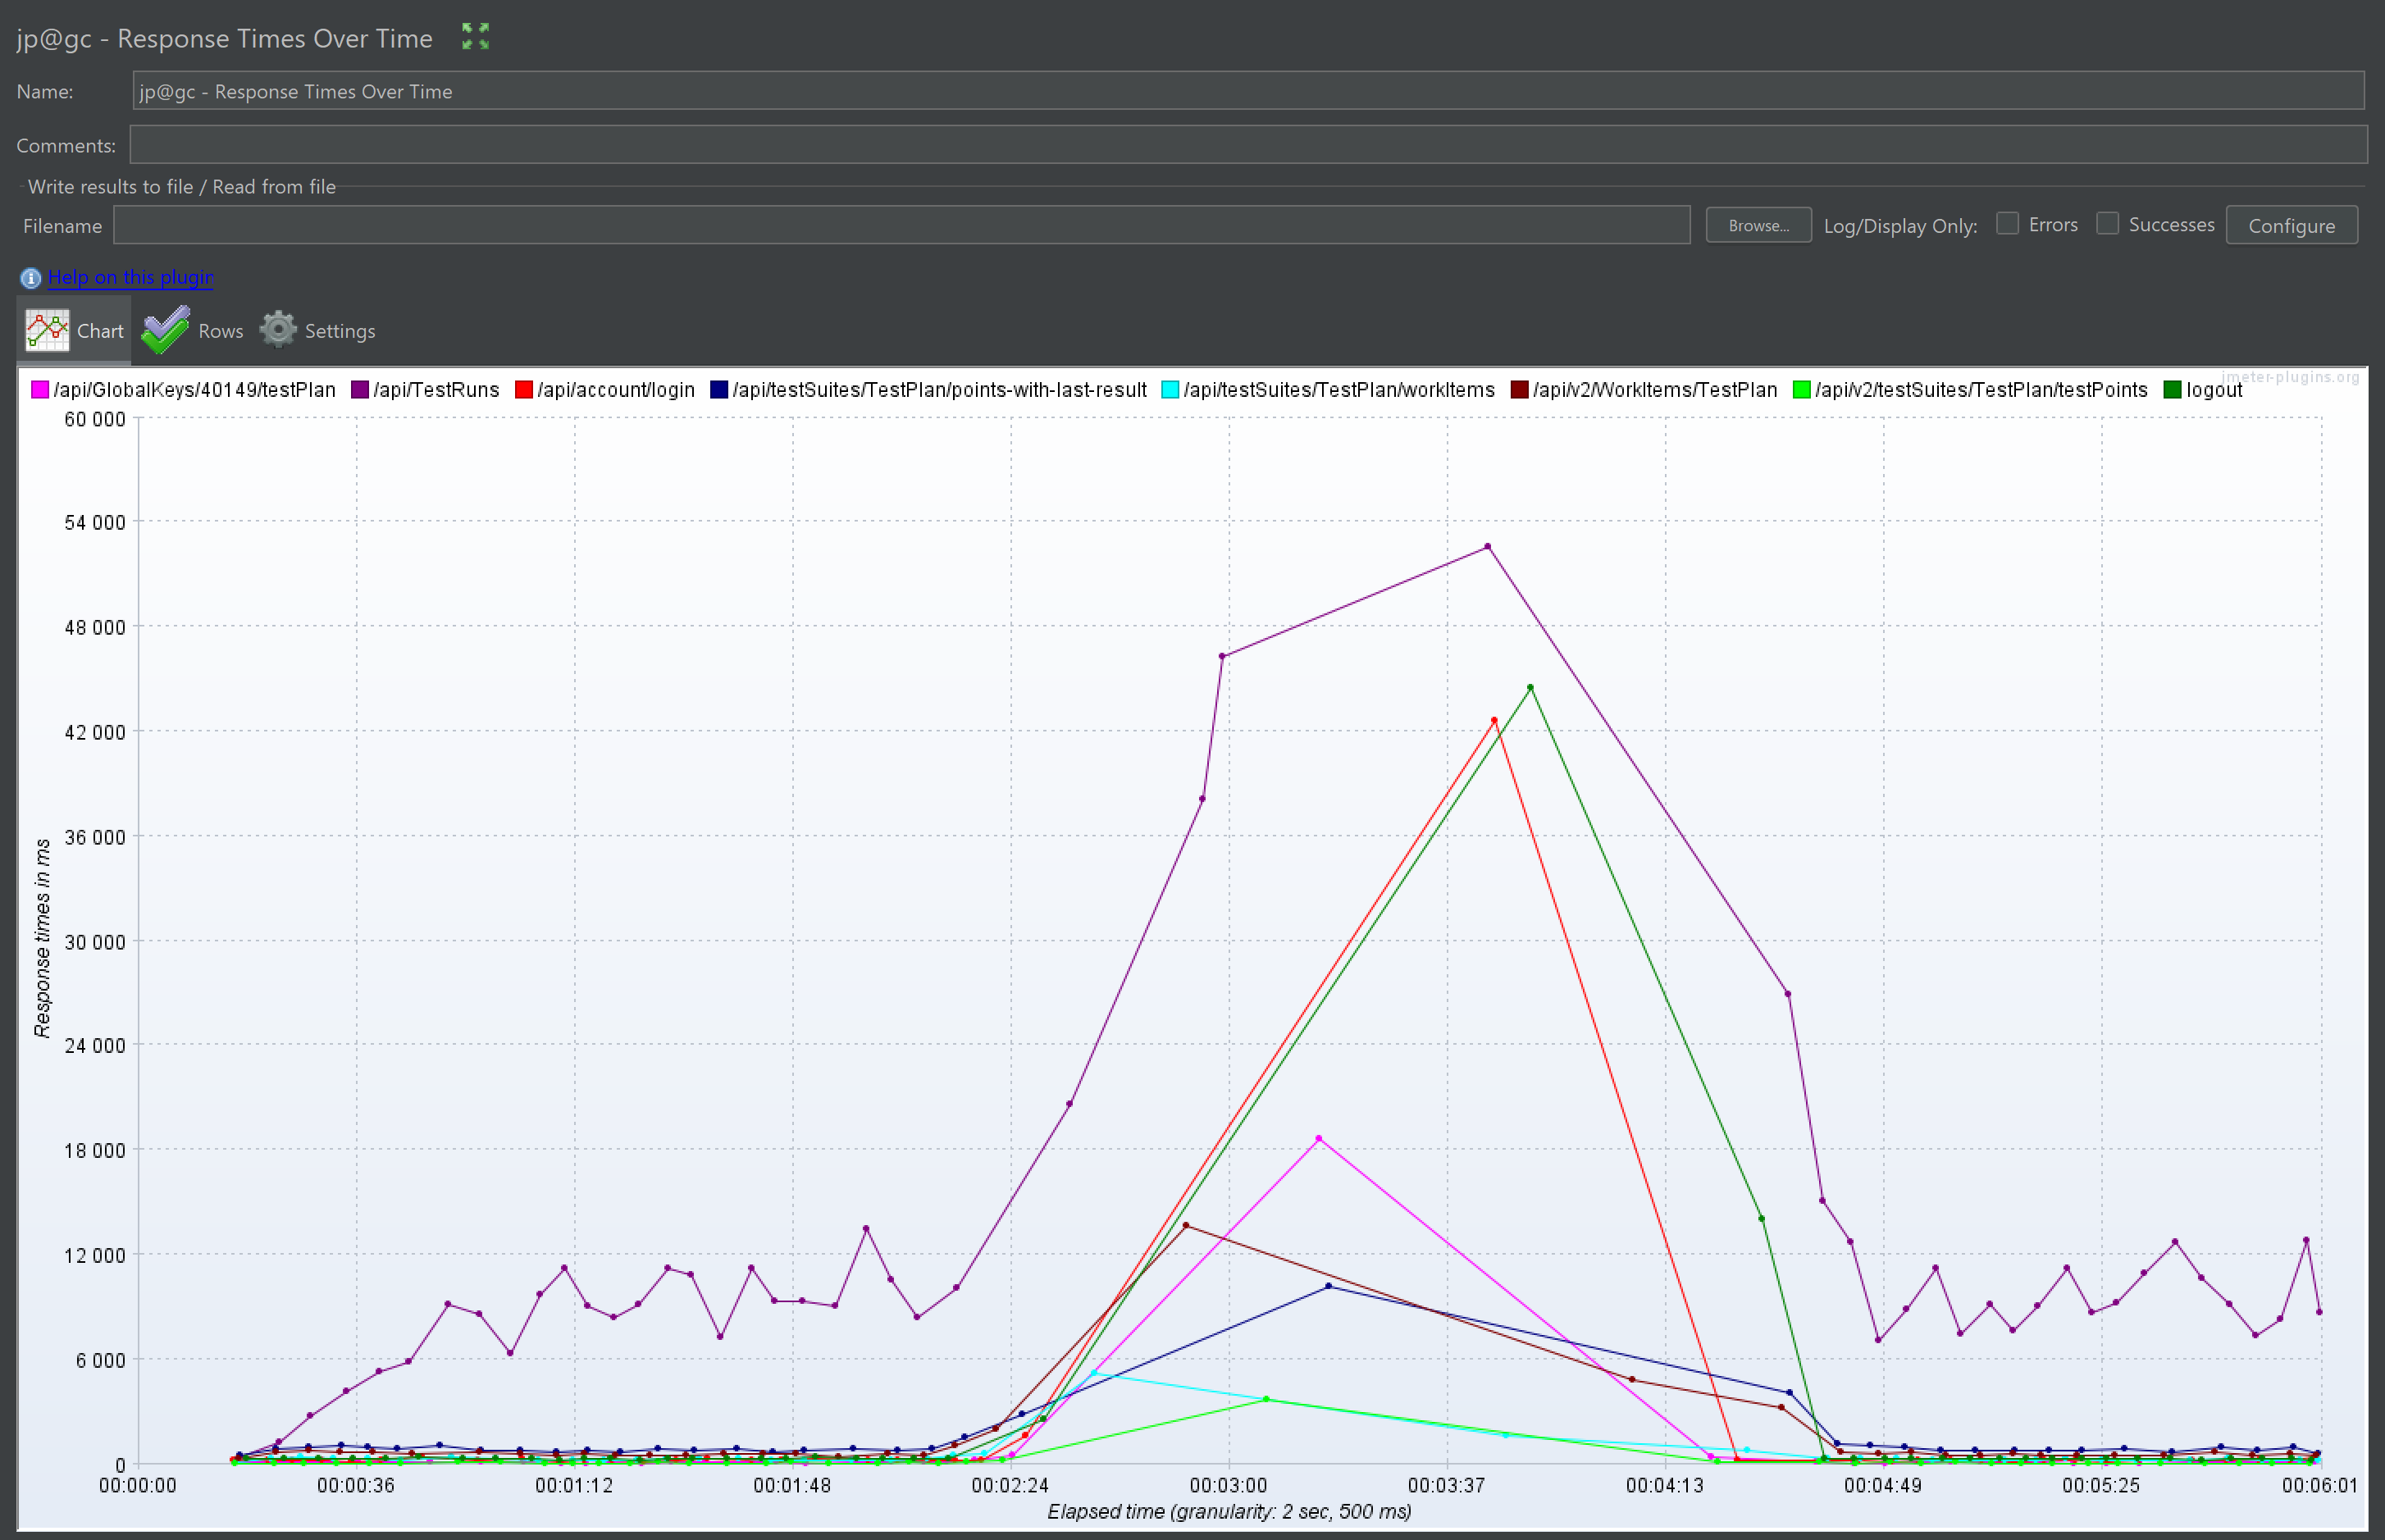 jp@gc - Response Times Over Time
Name: jp@gc - Response Times Over Time
Comments:
Write results to file / Read from file
Filename Browse... Log/Display Only: Errors Successes Configure
Help on this plugin
Chart Rows Settings
jmeter-plugins.org
/api/GlobalKeys/40149/testPlan /api/TestRuns /api/account/login /api/testSuites/TestPlan/points-with-last-result /api/testSuites/TestPlan/workItems /api/v2/WorkItems/TestPlan /api/v2/testSuites/TestPlan/testPoints logout
60 000
54 000
48 000
42 000
36 000
30 000
24 000
18 000
12 000
6 000
0
Response times in ms
00:00:00 00:00:36 00:01:12 00:01:48 00:02:24 00:03:00 00:03:37 00:04:13 00:04:49 00:05:25 00:06:01
Elapsed time (granularity: 2 sec, 500 ms)